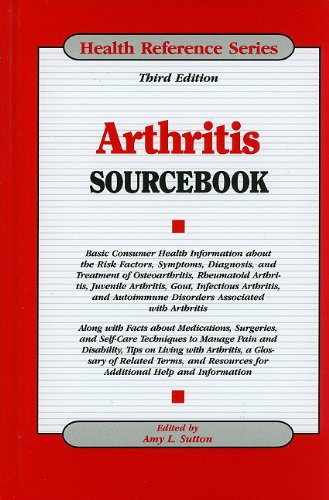 Health Reference Series
Third Edition
Arthritis
SOURCEBOOK
Basic Consumer Health Information about
the Risk Factors, Symptoms, Diagnosis, and
Treatment of Osteoarthritis, Rheumatoid Arthri-
tis, Juvenile Arthritis, Gout, Infectious Arthritis,
and Autoimmune Disorders Associated
with Arthritis
Along with Facts about Medications, Surgeries,
and Self-Care Techniques to Manage Pain and
Disability, Tips on Living with Arthritis, a Glos-
sary of Related Terms, and Resources for
Additional Help and Information
Edited by
Amy L. Sutton